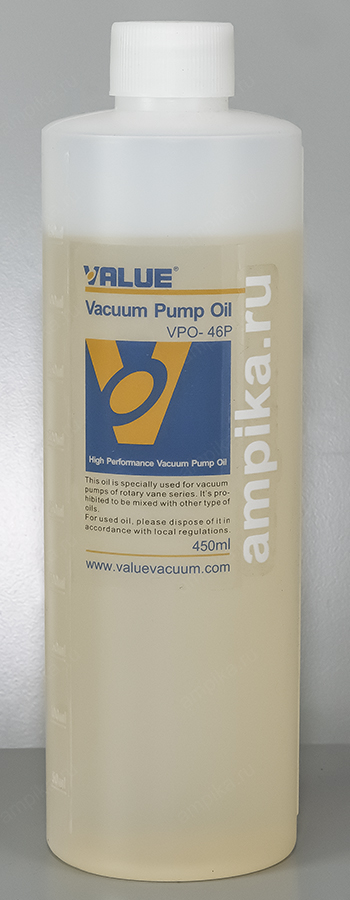 VALUE®
Vacuum Pump Oil
VPO- 46P
High Performance Vacuum Pump Oil
This oil is specially used for vacuum
pumps of rotary vane series. It's pro-
hibited to be mixed with other type of
oils.
For used oil, please dispose of it in
accordance with local regulations.
450ml
www.valuevacuum.com
ampika.ru